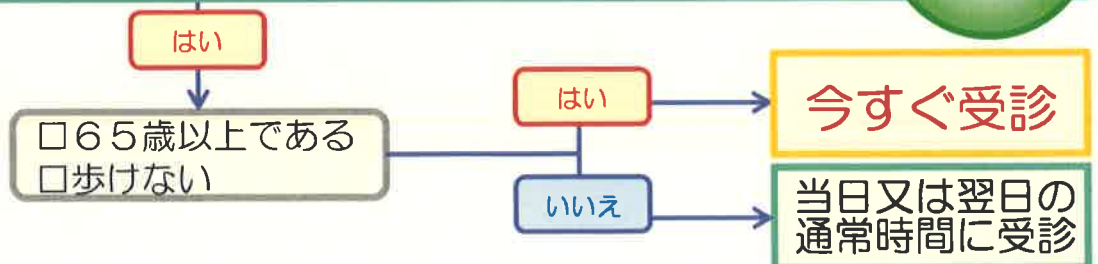 はい
□65歳以上である
□歩けない
はい
いいえ
今すぐ受診
当日又は翌日の
通常時間に受診